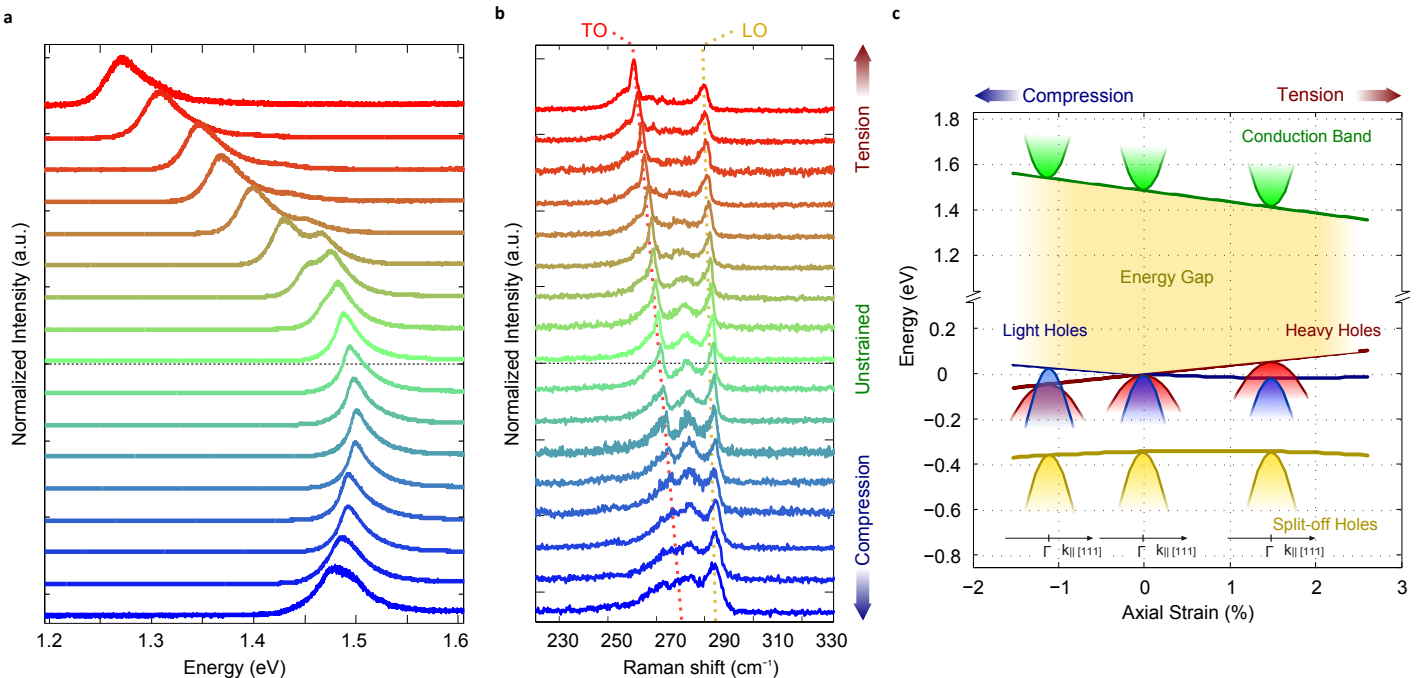 a
1.2
1.3
1.4
1.5
1.6
Energy (eV)
Normalized Intensity (a.u.)
b
TO
LO
230
250
270
290
310
330
Raman shift (cm⁻¹)
Normalized Intensity (a.u.)
Tension
Unstrained
Compression
c
Compression
Tension
1.8
1.6
1.4
1.2
0.2
0
−0.2
−0.4
−0.6
−0.8
Energy (eV)
Conduction Band
Energy Gap
Light Holes
Heavy Holes
Split-off Holes
Γ k|| [111]
Γ k|| [111]
Γ k|| [111]
−2
−1
0
1
2
3
Axial Strain (%)